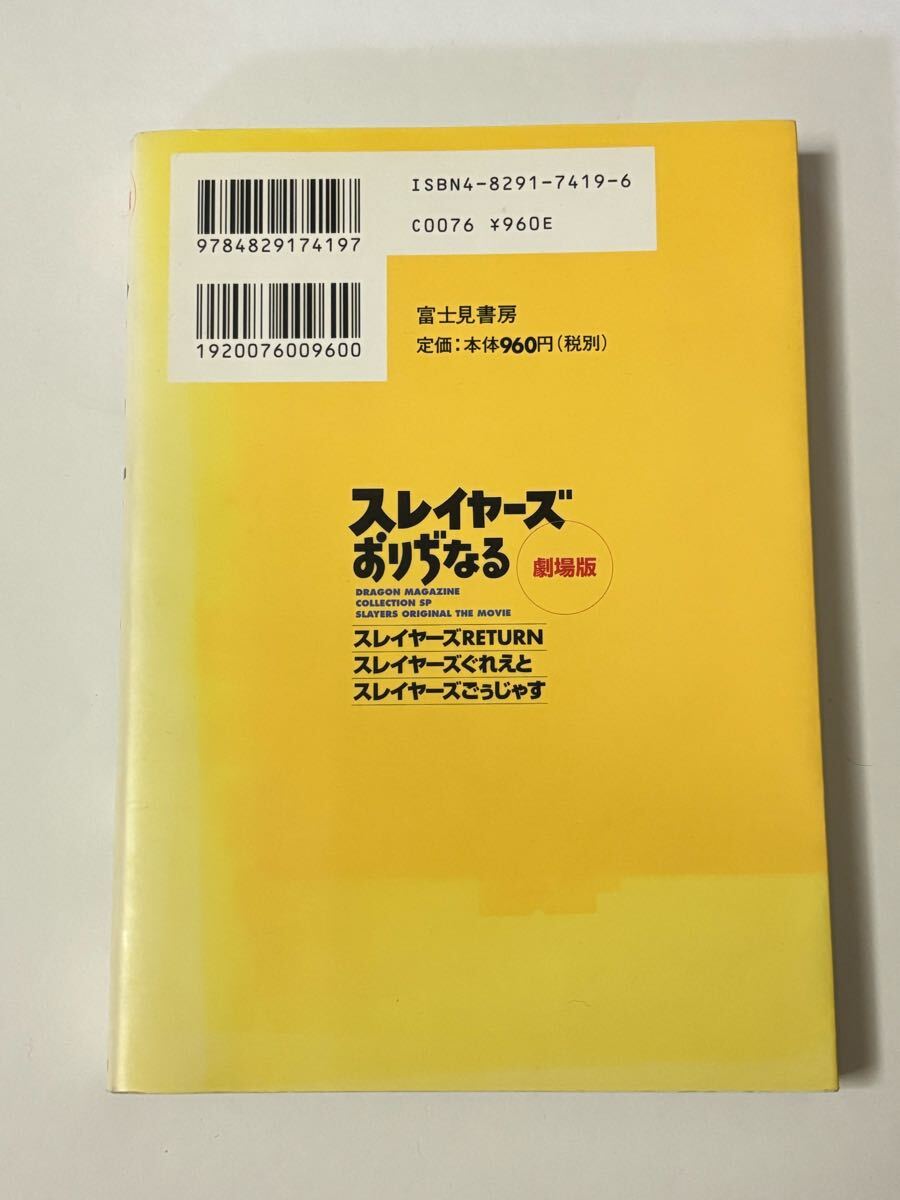 ISBN4-8291-7419-6
9784829174197
C0076 ¥960E
1920076009600
富士見書房
定価：本体960円（税別）
スレイヤーズ
おりぢなる
劇場版
DRAGON MAGAZINE
COLLECTION SP
SLAYERS ORIGINAL THE MOVIE
スレイヤーズRETURN
スレイヤーズぐれえと
スレイヤーズごぅじゃす